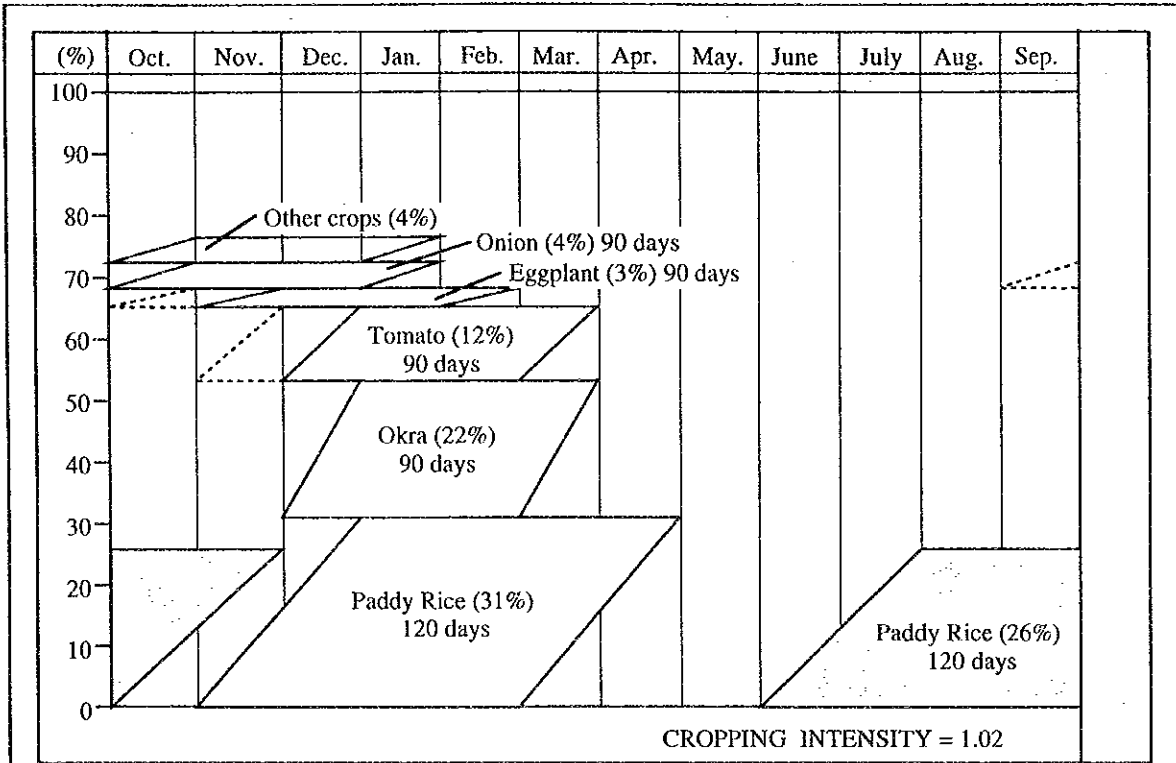 (%) Oct. Nov. Dec. Jan. Feb. Mar. Apr. May. June July Aug. Sep.
100
90
80
Other crops (4%)
Onion (4%) 90 days
70
Eggplant (3%) 90 days
60
Tomato (12%)
90 days
50
Okra (22%)
40
90 days
30
20
Paddy Rice (31%)
120 days
Paddy Rice (26%)
120 days
10
0
CROPPING INTENSITY = 1.02